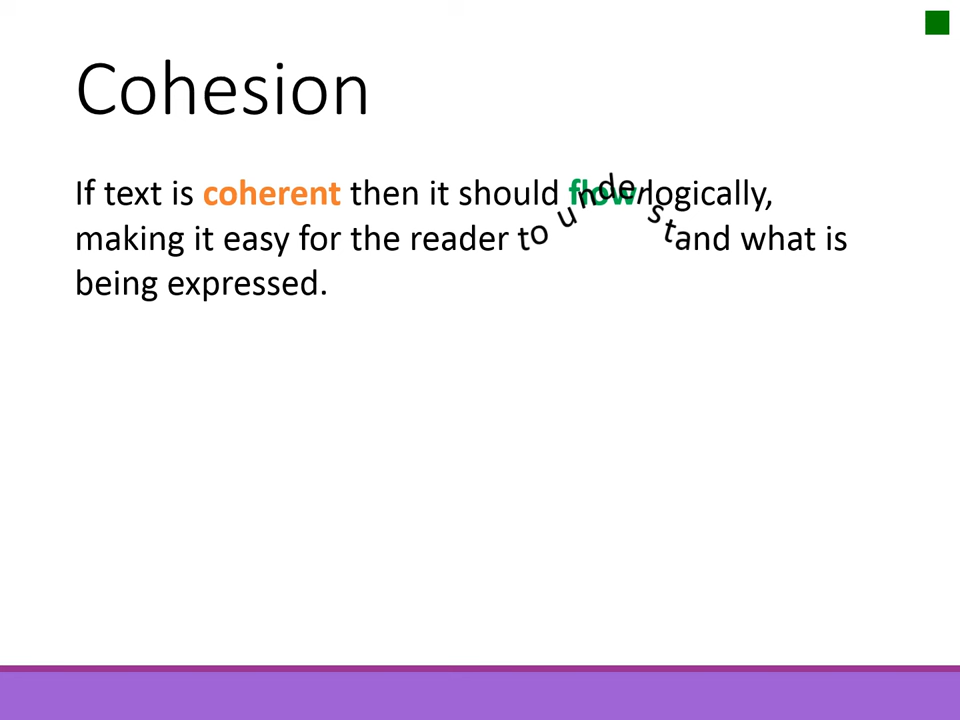 Cohesion
If text is coherent then it should flow logically,
making it easy for the reader to understand what is
being expressed.